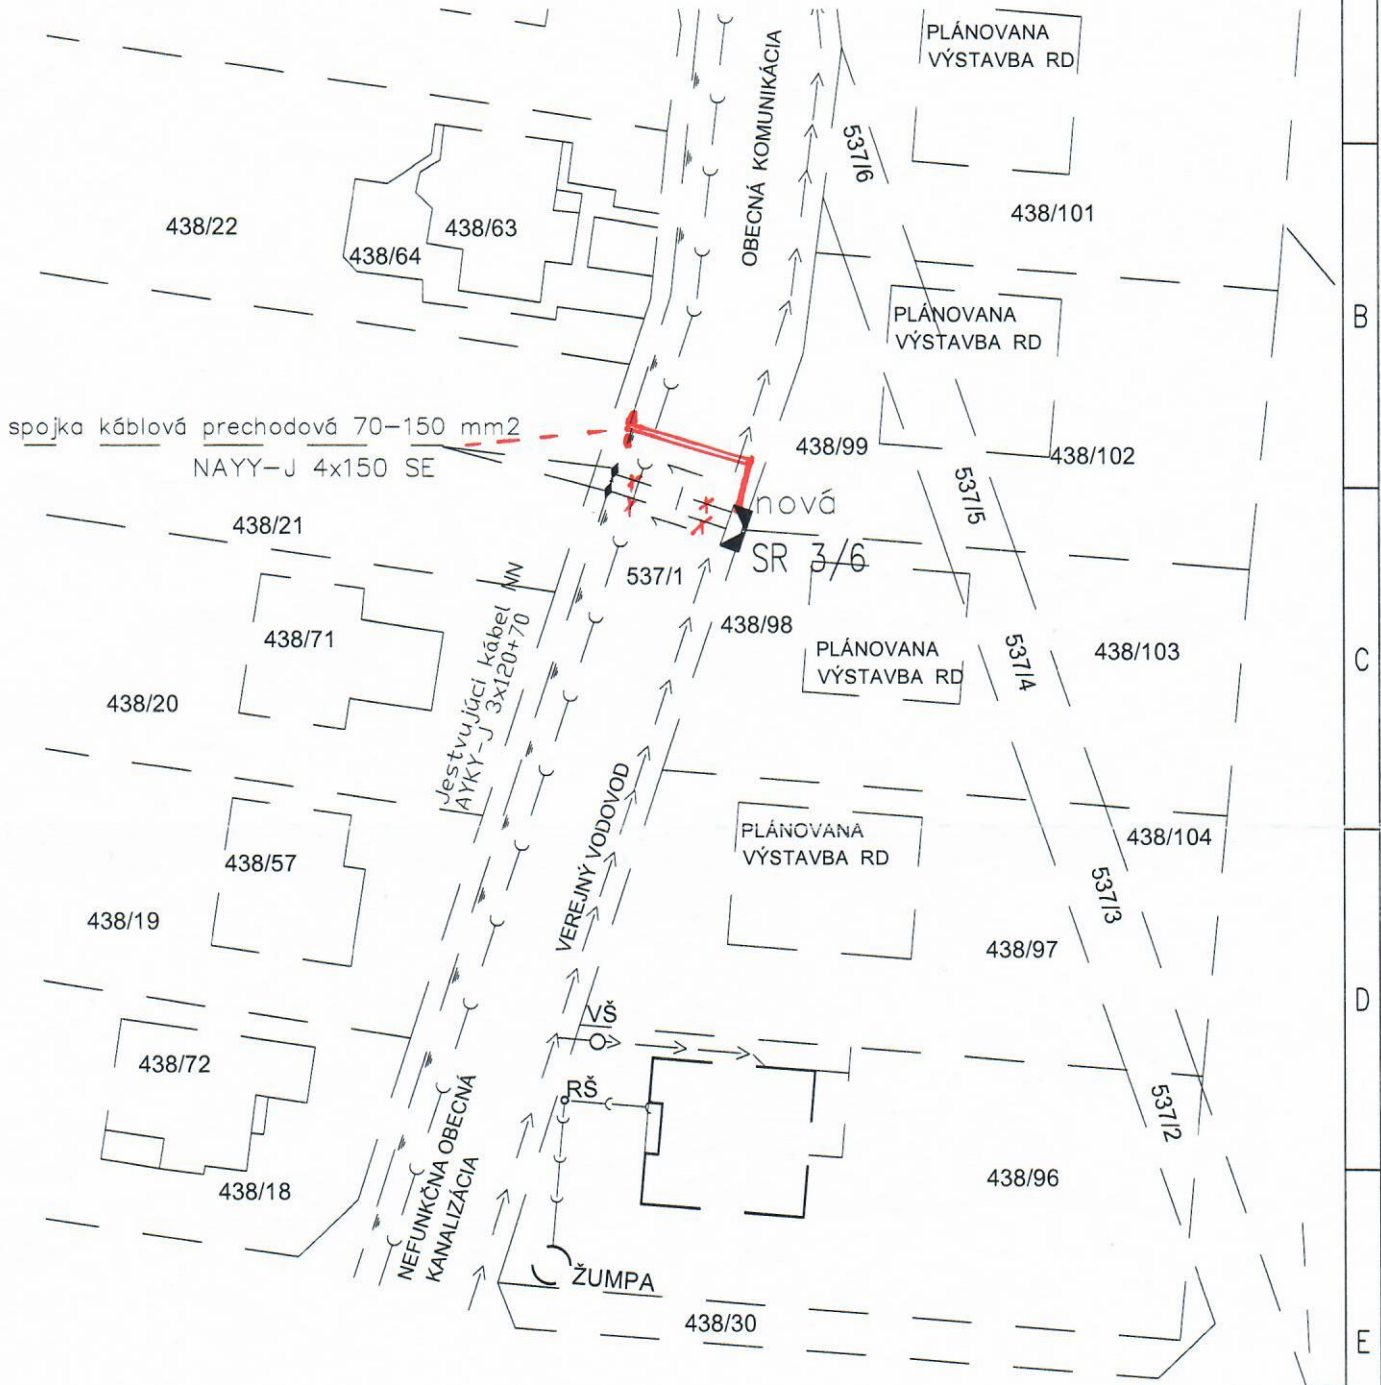 PLÁNOVANA
VÝSTAVBA RD
OBECNÁ KOMUNIKÁCIA
537/6
438/101
438/22
438/63
438/64
PLÁNOVANA
VÝSTAVBA RD
B
spojka káblová prechodová 70-150 mm2
NAYY-J 4x150 SE
438/99
438/102
537/5
nová
SR 3/6
438/21
537/1
438/98
438/71
Jestvujúci kábel NN
AYKY-J 3x120+70
PLÁNOVANA
VÝSTAVBA RD
537/4
438/103
C
438/20
VEREJNÝ VODOVOD
PLÁNOVANA
VÝSTAVBA RD
438/104
438/57
537/3
438/19
438/97
D
VŠ
438/72
RŠ
537/2
NEFUNKČNA OBECNÁ
KANALIZÁCIA
438/18
438/96
ŽUMPA
438/30
E